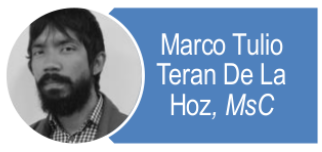 Marco Tulio
Teran De La
Hoz, MsC